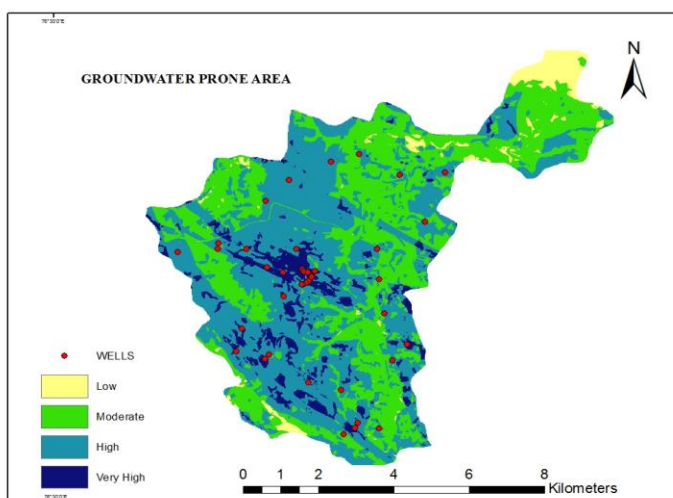 GROUNDWATER PRONE AREA
N
WELLS
Low
Moderate
High
Very High
0 1 2 4 6 8
Kilometers